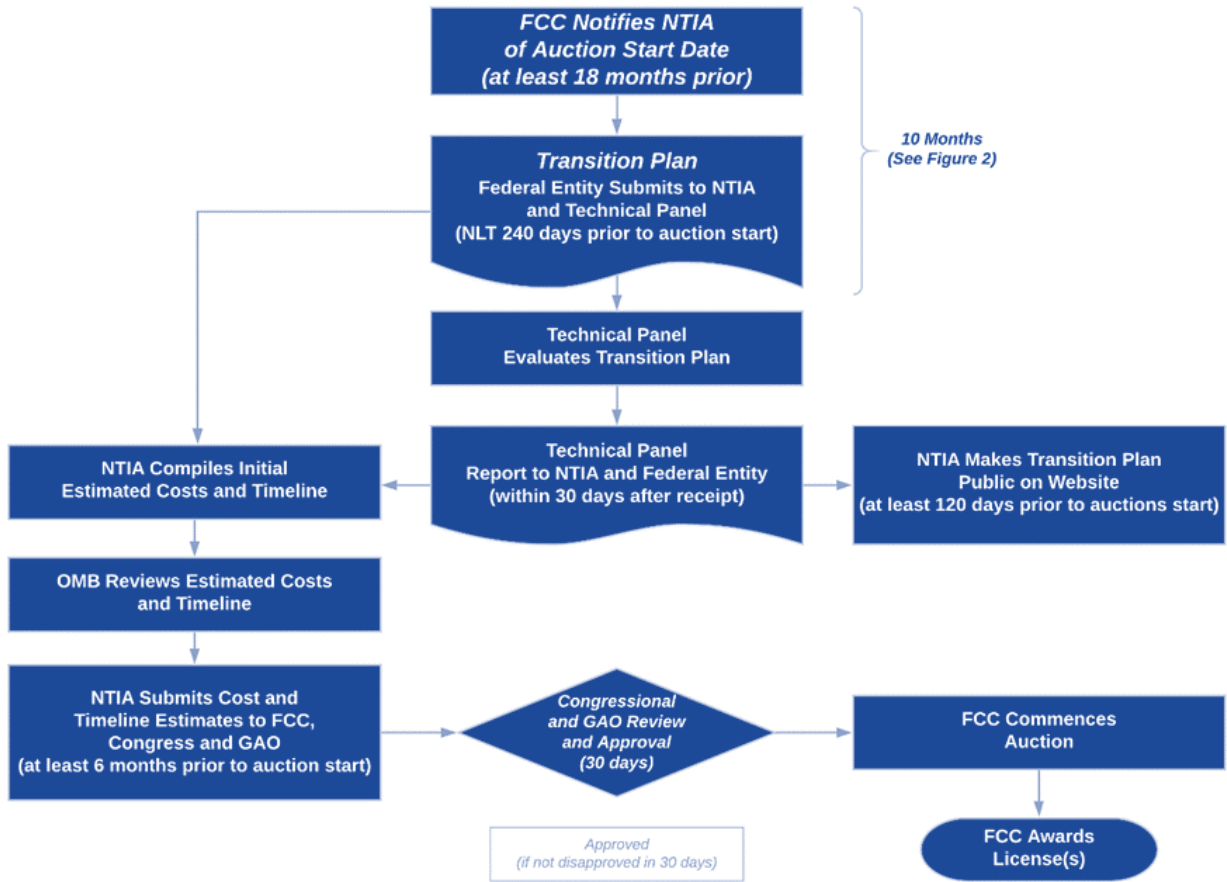 FCC Notifies NTIA
of Auction Start Date
(at least 18 months prior)
10 Months
(See Figure 2)
Transition Plan
Federal Entity Submits to NTIA
and Technical Panel
(NLT 240 days prior to auction start)
Technical Panel
Evaluates Transition Plan
NTIA Compiles Initial
Estimated Costs and Timeline
Technical Panel
Report to NTIA and Federal Entity
(within 30 days after receipt)
NTIA Makes Transition Plan
Public on Website
(at least 120 days prior to auctions start)
OMB Reviews Estimated Costs
and Timeline
NTIA Submits Cost and
Timeline Estimates to FCC,
Congress and GAO
(at least 6 months prior to auction start)
Congressional
and GAO Review
and Approval
(30 days)
FCC Commences
Auction
Approved
(if not disapproved in 30 days)
FCC Awards
License(s)